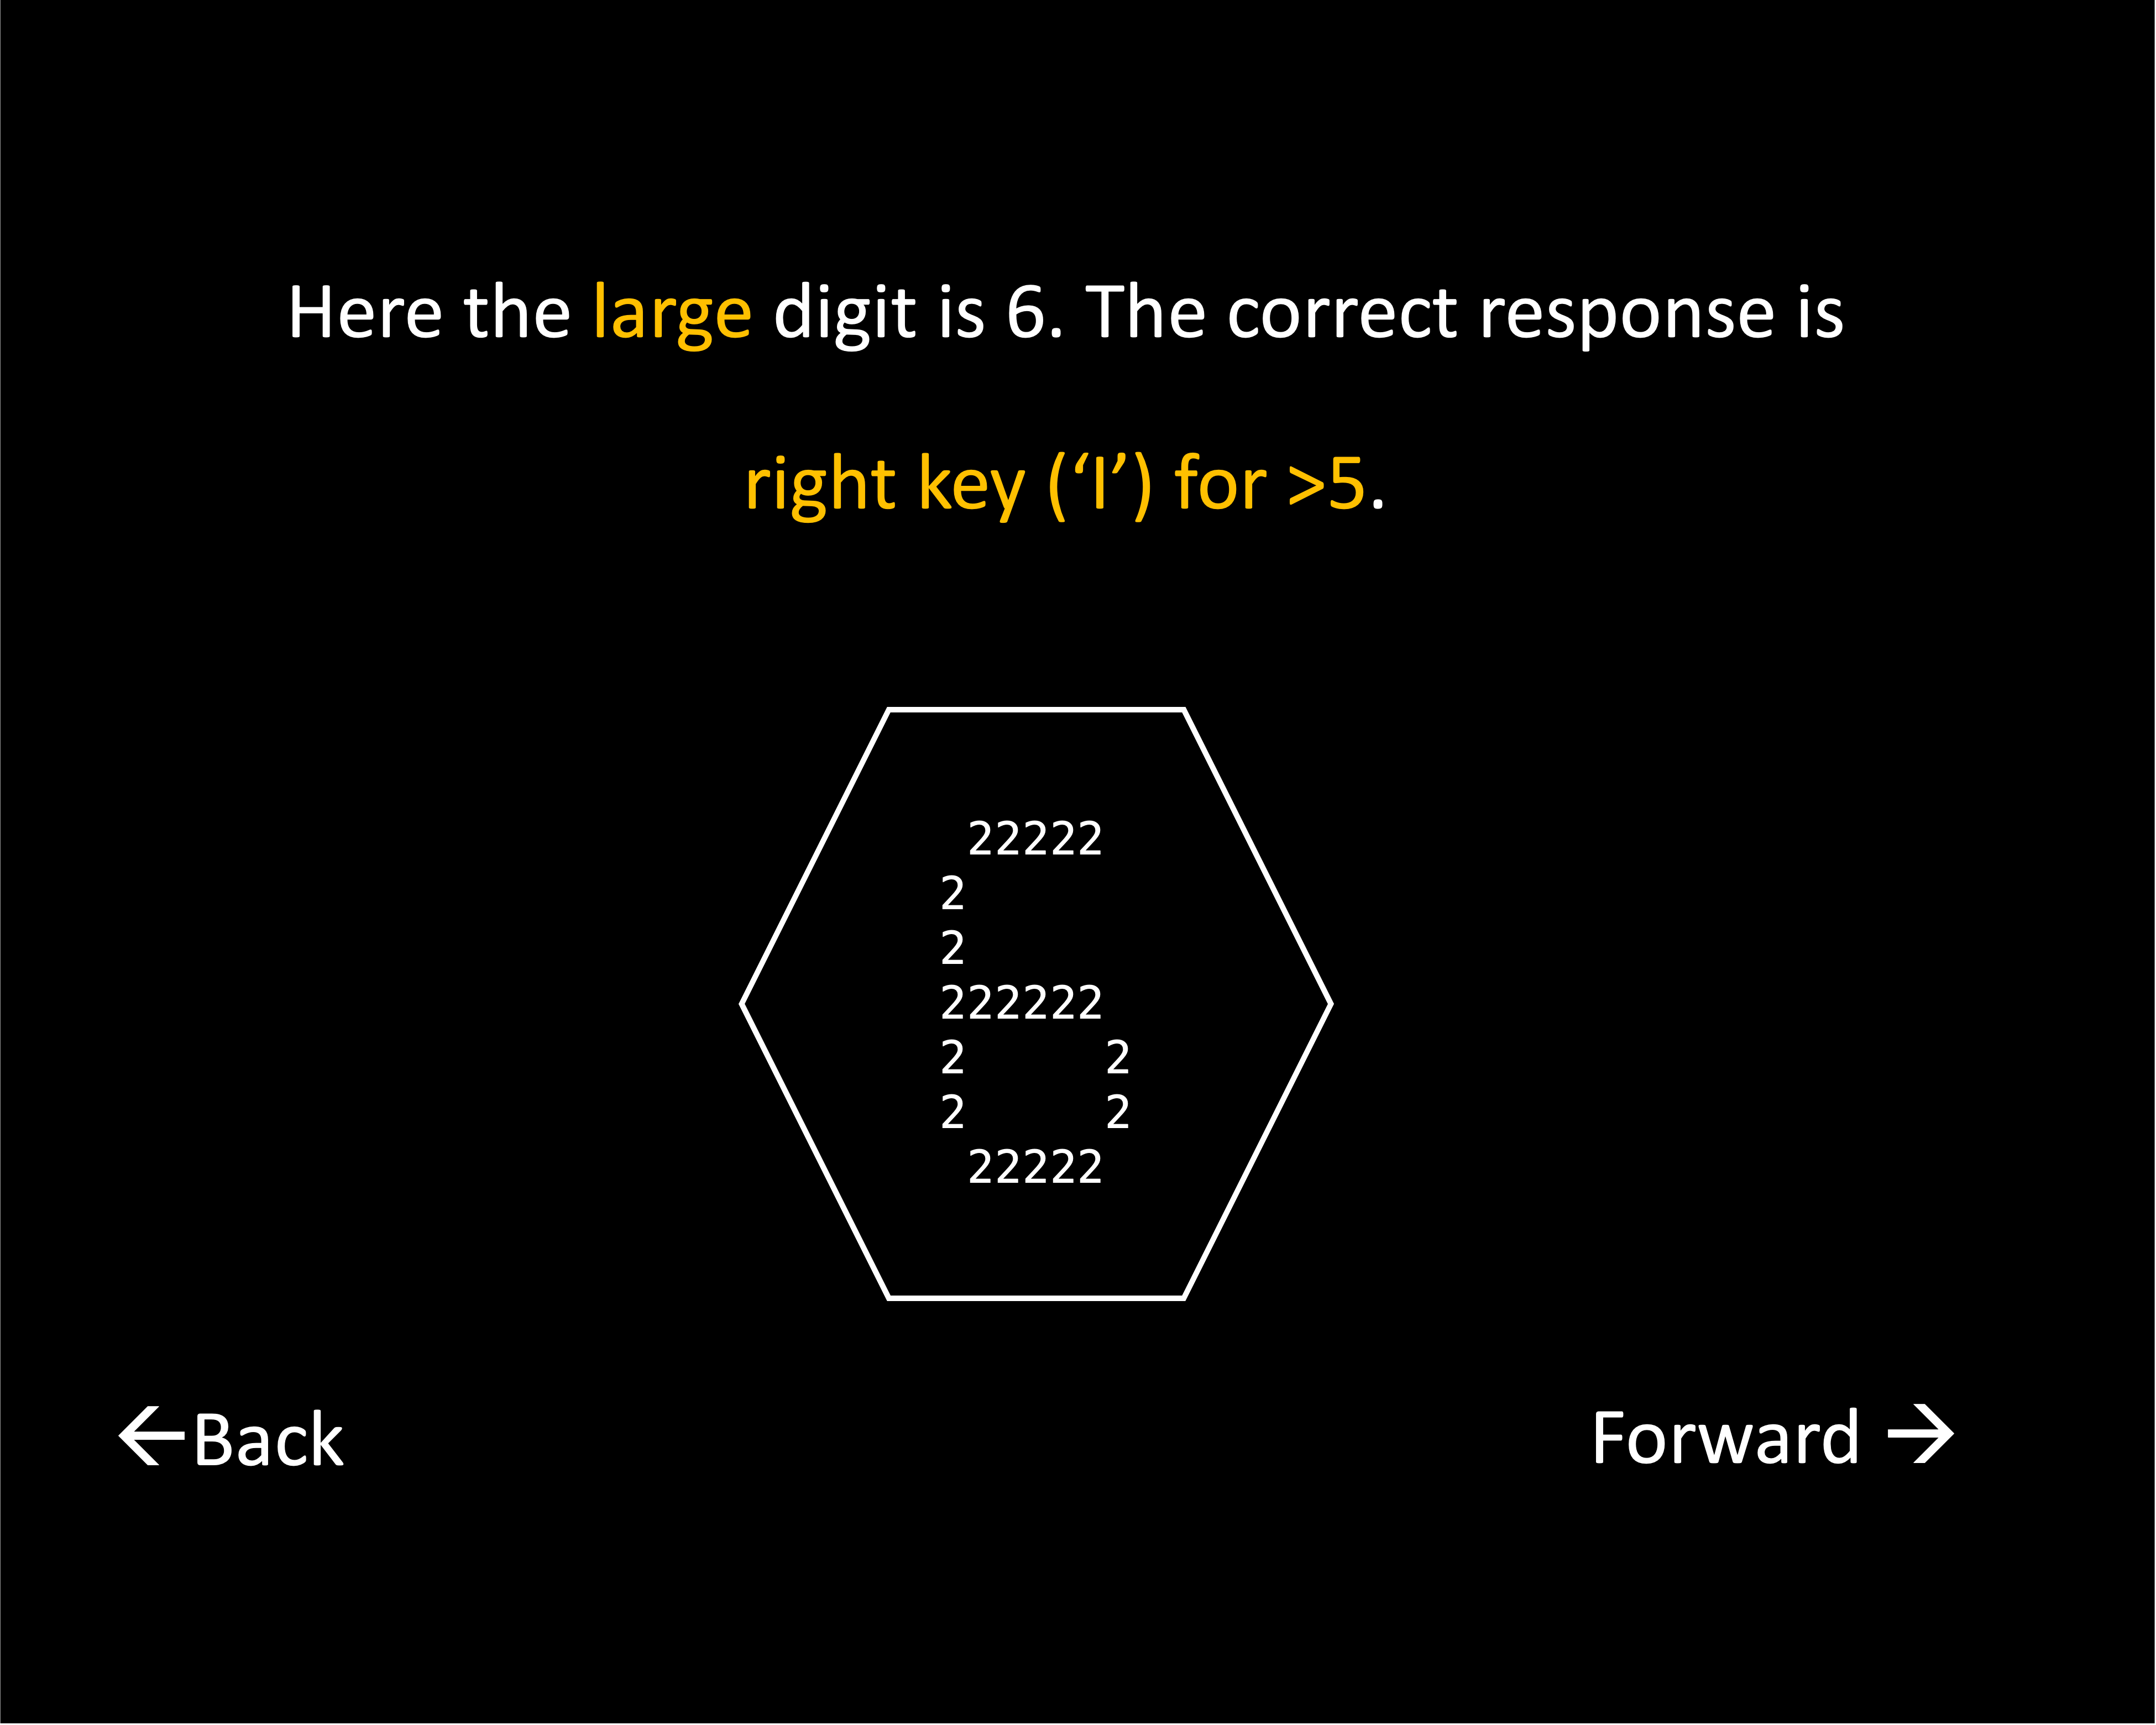 Here the large digit is 6. The correct response is
right key (‘l’) for >5.
22222
2
2
222222
2 2
2 2
22222
←Back
Forward →